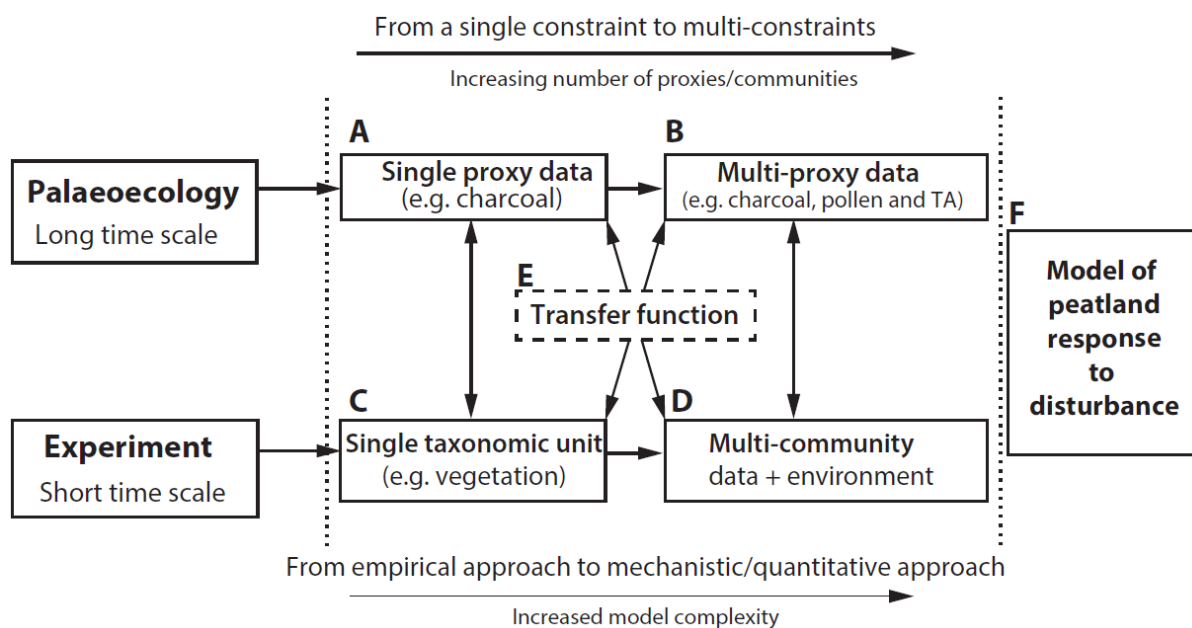 From a single constraint to multi-constraints
Increasing number of proxies/communities
A
B
Palaeoecology
Long time scale
Single proxy data
(e.g. charcoal)
Multi-proxy data
(e.g. charcoal, pollen and TA)
E
Transfer function
F
Model of
peatland
response
to
disturbance
C
D
Experiment
Short time scale
Single taxonomic unit
(e.g. vegetation)
Multi-community
data + environment
From empirical approach to mechanistic/quantitative approach
Increased model complexity